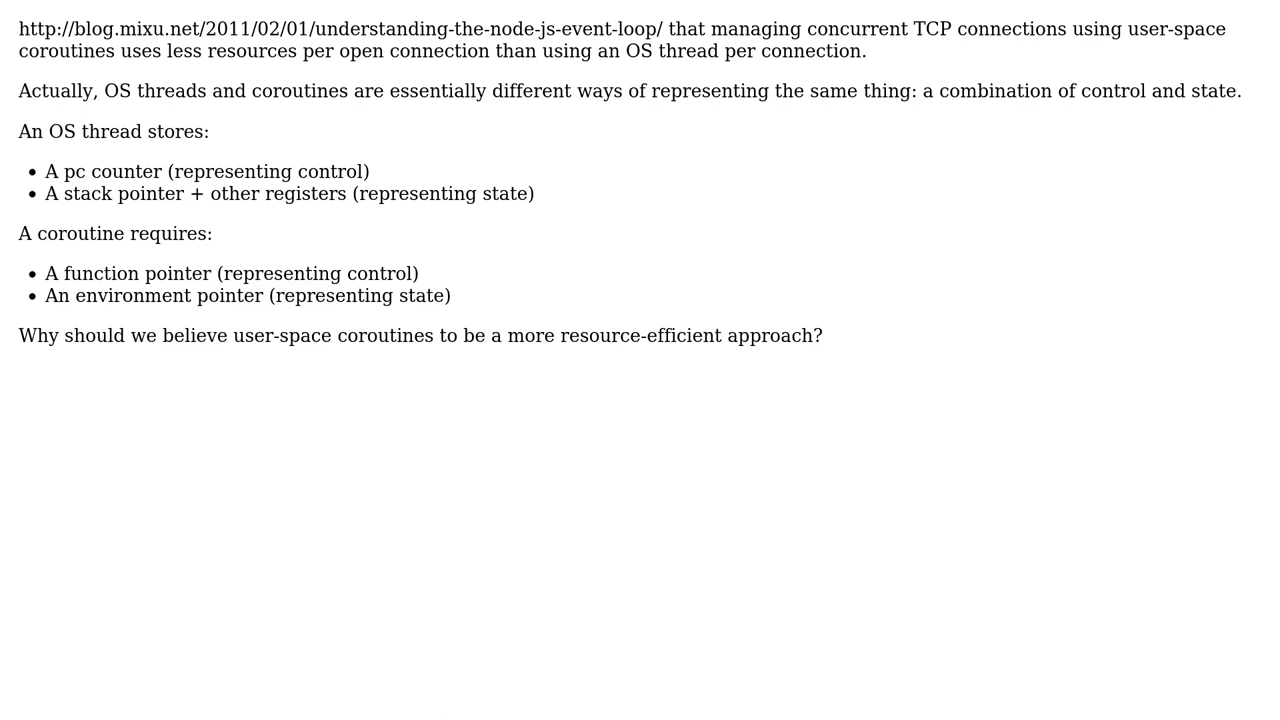 http://blog.mixu.net/2011/02/01/understanding-the-node-js-event-loop/ that managing concurrent TCP connections using user-space
coroutines uses less resources per open connection than using an OS thread per connection.
Actually, OS threads and coroutines are essentially different ways of representing the same thing: a combination of control and state.
An OS thread stores:
• A pc counter (representing control)
• A stack pointer + other registers (representing state)
A coroutine requires:
• A function pointer (representing control)
• An environment pointer (representing state)
Why should we believe user-space coroutines to be a more resource-efficient approach?